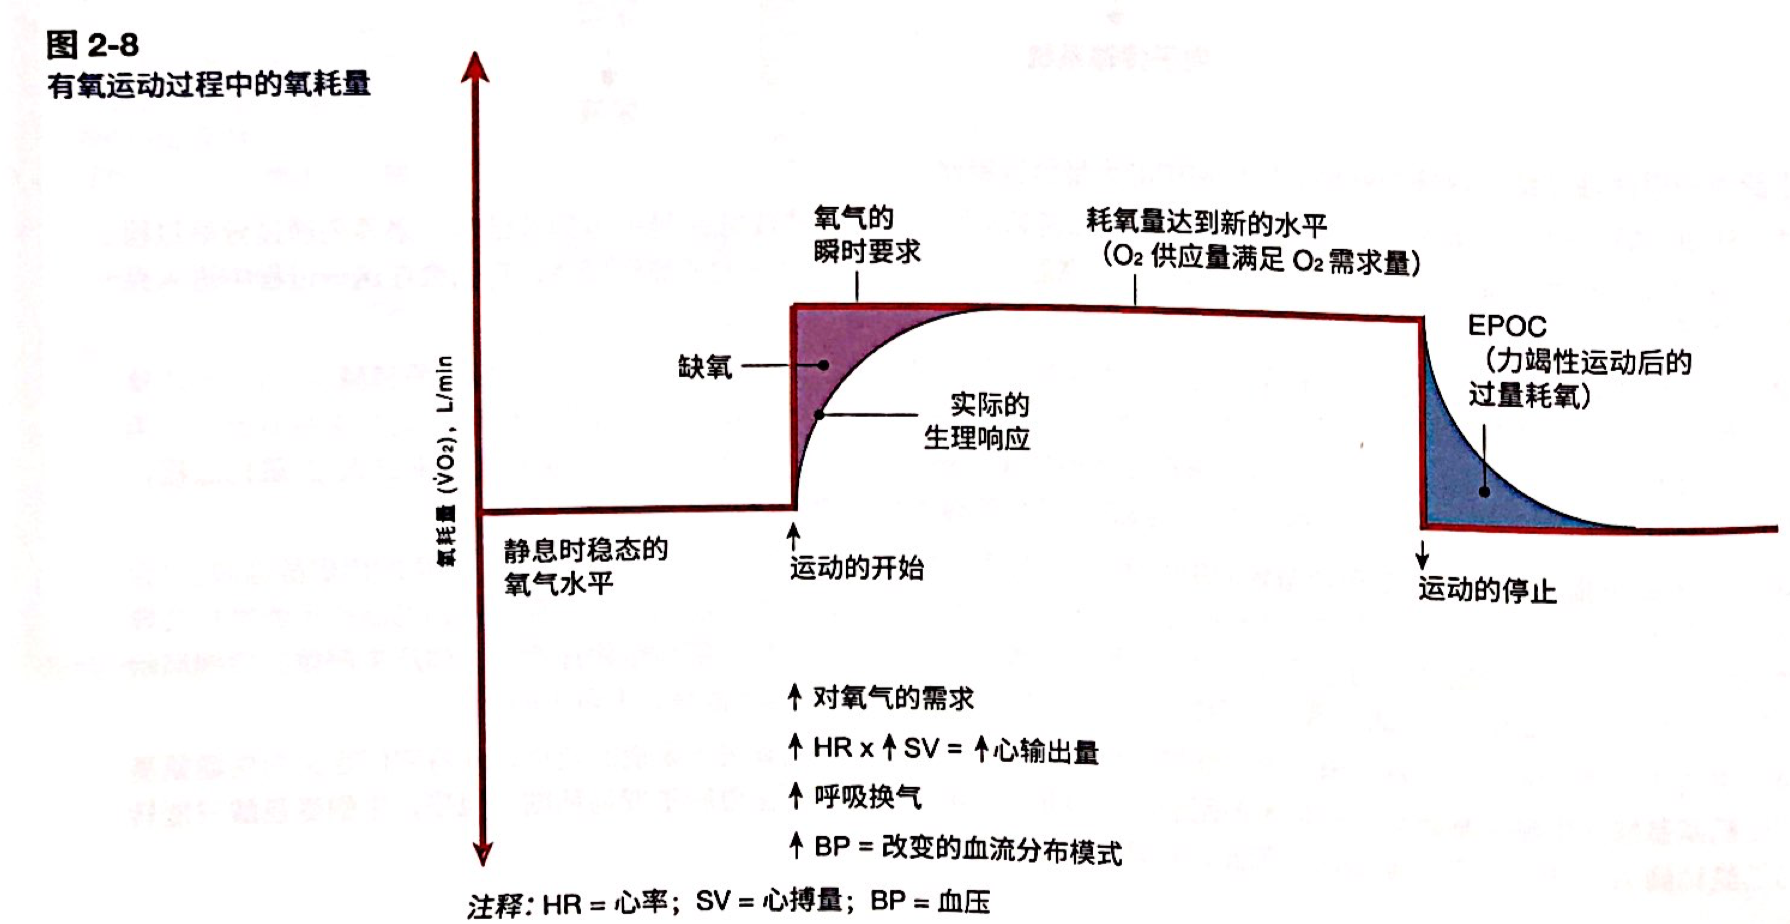 图 2-8
有氧运动过程中的氧耗量
氧气的
瞬时要求
耗氧量达到新的水平
（O₂ 供应量满足 O₂ 需求量）
EPOC
（力竭性运动后的
过量耗氧）
缺氧
实际的
生理响应
氧耗量 (V̇O₂)，L/min
静息时稳态的
氧气水平
运动的开始
运动的停止
↑ 对氧气的需求
↑ HR x ↑ SV = ↑心输出量
↑ 呼吸换气
↑ BP = 改变的血流分布模式
注释：HR = 心率；SV = 心搏量；BP = 血压